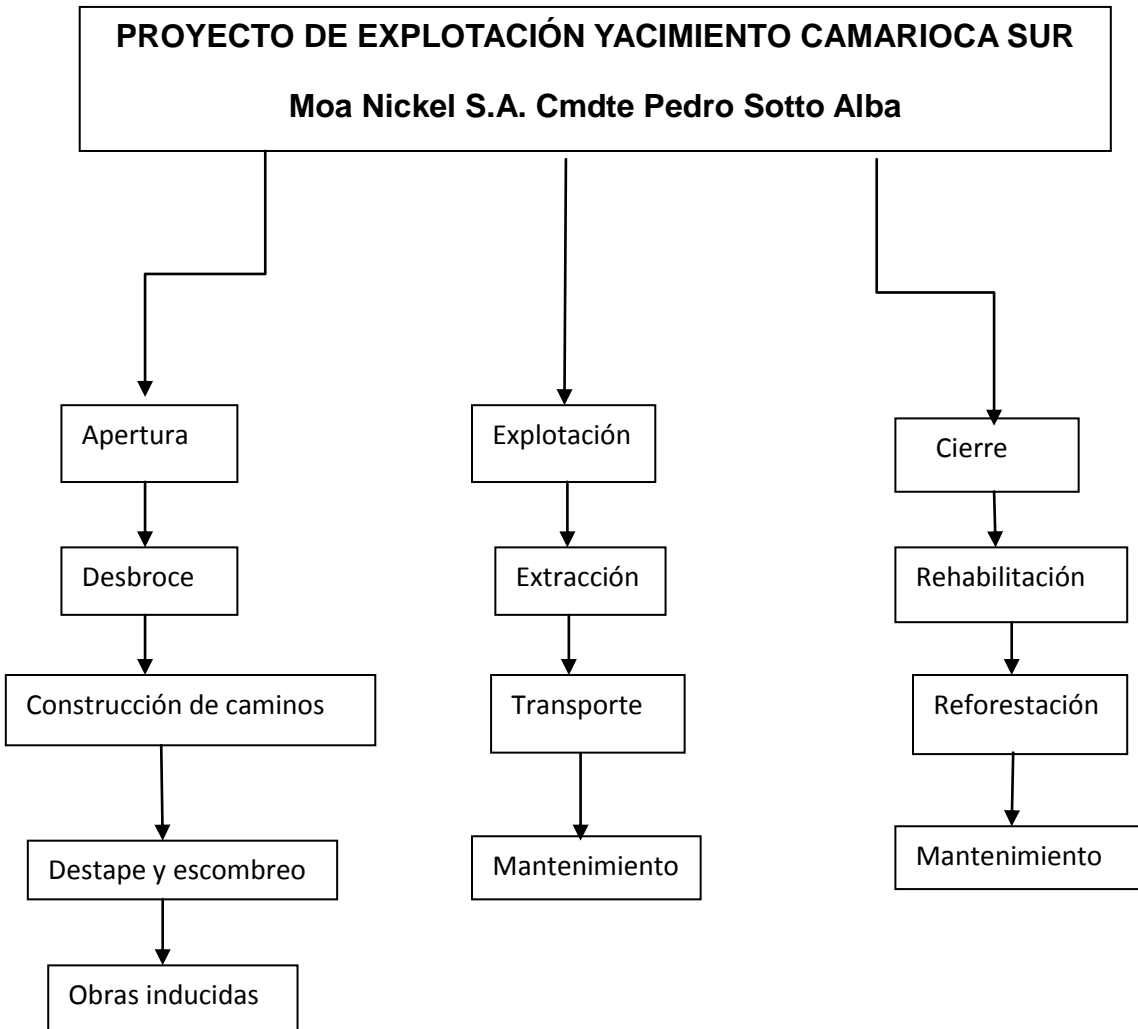 PROYECTO DE EXPLOTACIÓN YACIMIENTO CAMARIOCA SUR
Moa Nickel S.A. Cmdte Pedro Sotto Alba
Apertura
Desbroce
Construcción de caminos
Destape y escombreo
Obras inducidas
Explotación
Extracción
Transporte
Mantenimiento
Cierre
Rehabilitación
Reforestación
Mantenimiento